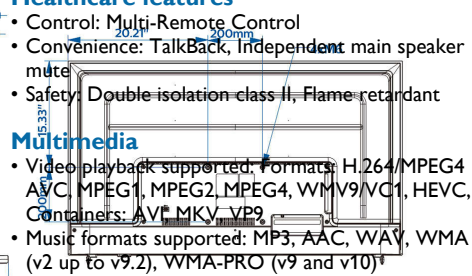 Healthcare features
• Control: Multi-Remote Control
• Convenience: TalkBack, Independent main speaker
mute
• Safety: Double isolation class II, Flame retardant
Multimedia
• Video playback supported: Formats: H.264/MPEG4
AVC, MPEG1, MPEG2, MPEG4, WMV9/VC1, HEVC,
Containers: AVI, MKV, VP9
• Music formats supported: MP3, AAC, WAV, WMA
(v2 up to v9.2), WMA-PRO (v9 and v10)
20.21"
200mm
15.33"